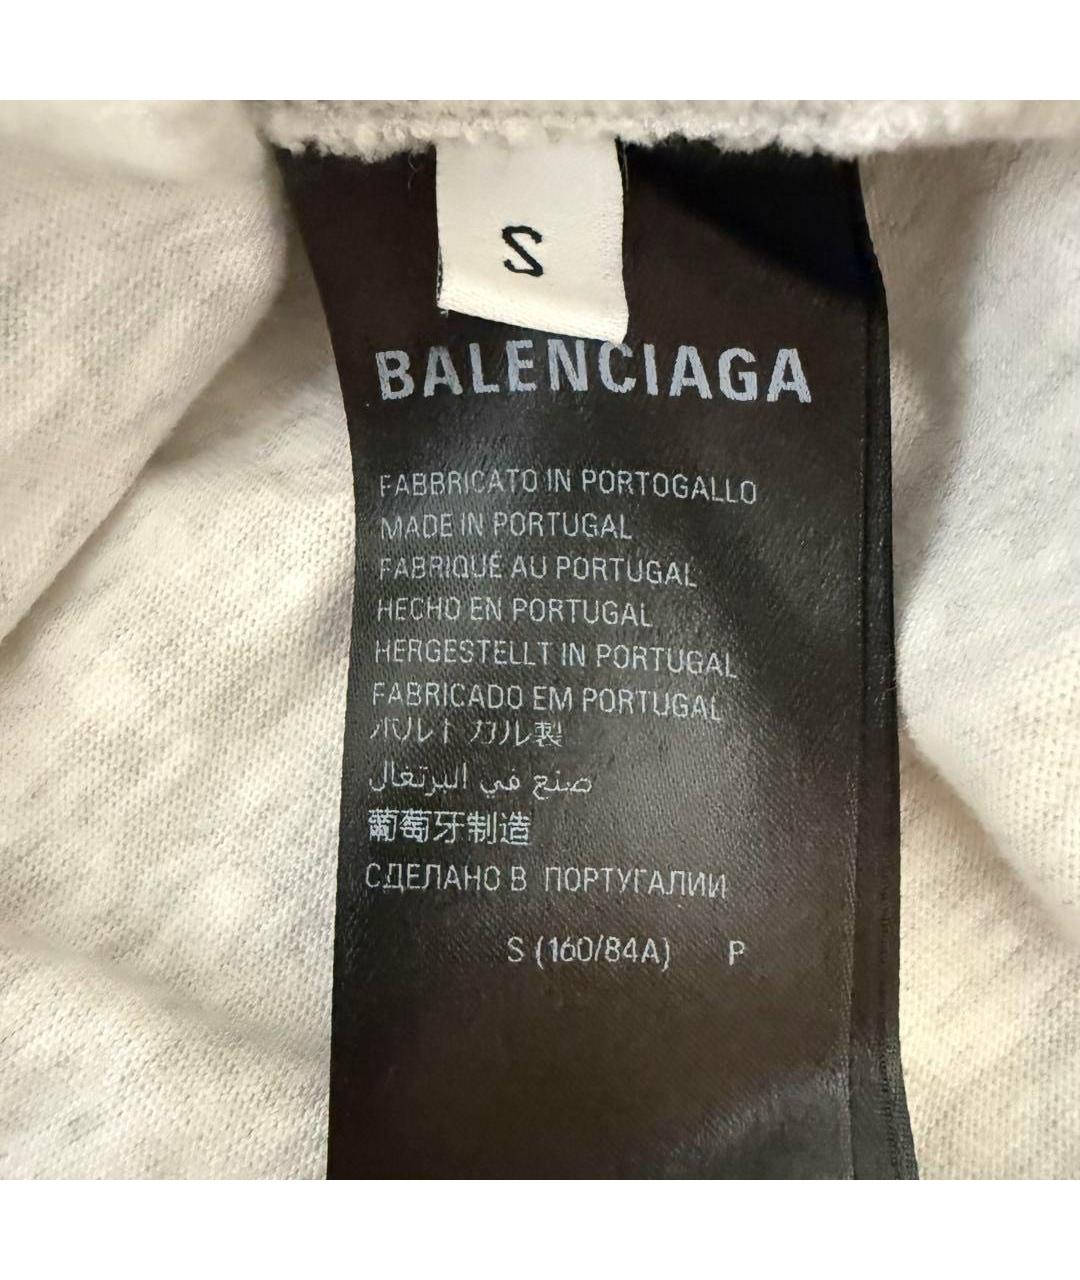 S
BALENCIAGA
FABBRICATO IN PORTOGALLO
MADE IN PORTUGAL
FABRIQUÉ AU PORTUGAL
HECHO EN PORTUGAL
HERGESTELLT IN PORTUGAL
FABRICADO EM PORTUGAL
ポルトガル製
صنع في البرتغال
葡萄牙制造
СДЕЛАНО В ПОРТУГАЛИИ
S (160/84A) P